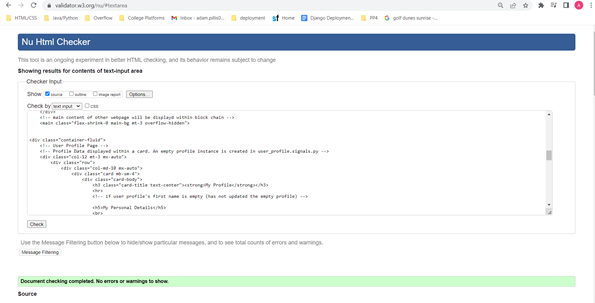 validator.w3.org/nu/#textarea
HTML/CSS Java/Python Overflow College Platforms Inbox - adam.pillis0... deployment Home Django Deploymen... PP4 golf dunes sunrise -...
Nu Html Checker
This tool is an ongoing experiment in better HTML checking, and its behavior remains subject to change
Showing results for contents of text-input area
Checker Input
Show source outline image report Options...
Check by text input CSS
</div>
<!-- main content of other webpage will be displayd within block chain -->
<main class="flex-shrink-0 main-bg mt-3 overflow-hidden">
<div class="container-fluid">
<!-- User Profile Page -->
<!-- Profile Data displayed within a card. An empty profile instance is created in user_profile.signals.py -->
<div class="col-12 mt-3 mx-auto">
<div class="row">
<div class="col-md-10 mx-auto">
<div class="card mb-sm-4">
<div class="card-body">
<h3 class="card-title text-center"><strong>My Profile</strong></h3>
<hr>
<!-- if user profile's first name is empty (has not updated the empty profile) -->
<h5>My Personal Details</h5>
<br>
Check
Use the Message Filtering button below to hide/show particular messages, and to see total counts of errors and warnings.
Message Filtering
Document checking completed. No errors or warnings to show.
Source